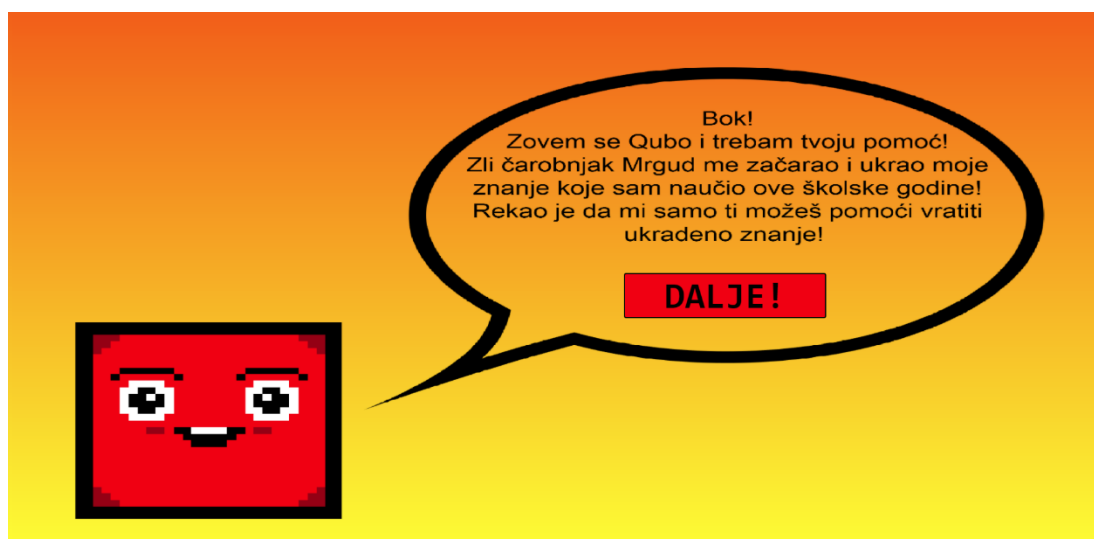 Bok!
Zovem se Qubo i trebam tvoju pomoć!
Zli čarobnjak Mrgud me začarao i ukrao moje
znanje koje sam naučio ove školske godine!
Rekao je da mi samo ti možeš pomoći vratiti
ukradeno znanje!
DALJE!